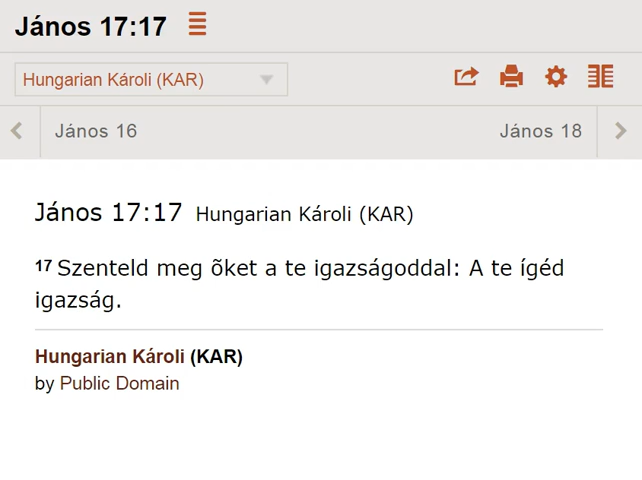 János 17:17
Hungarian Károli (KAR)
János 16
János 18
János 17:17 Hungarian Károli (KAR)
17 Szenteld meg õket a te igazságoddal: A te ígéd
igazság.
Hungarian Károli (KAR)
by Public Domain